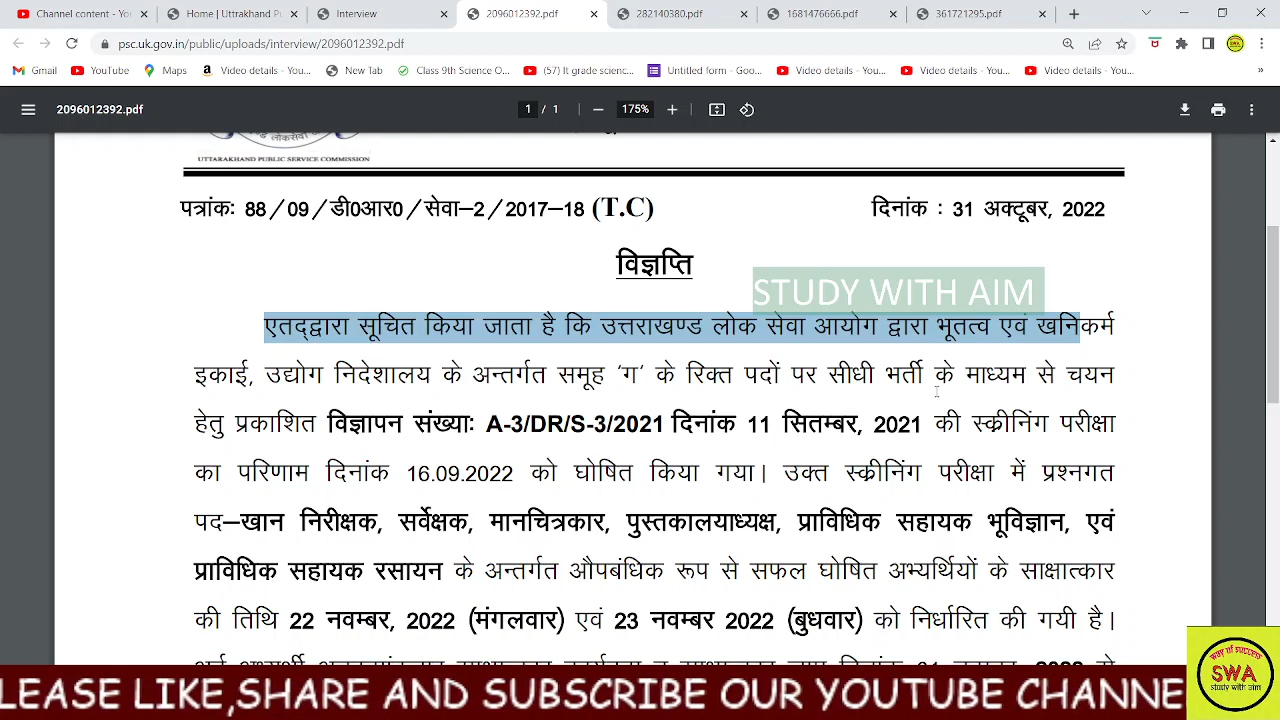 Channel content - YouTube
Home | Uttarakhand Public
Interview
2096012392.pdf
282140380.pdf
1681476666.pdf
361721295.pdf
psc.uk.gov.in/public/uploads/interview/2096012392.pdf
Gmail
YouTube
Maps
Video details - You...
New Tab
Class 9th Science O...
(57) It grade scienc...
Untitled form - Goo...
Video details - You...
Video details - You...
Video details - You...
2096012392.pdf
1 / 1
175%
UTTARAKHAND PUBLIC SERVICE COMMISSION
पत्रांकः 88/09/डी0आर0/सेवा–2/2017–18 (T.C)
दिनांक : 31 अक्टूबर, 2022
विज्ञप्ति
STUDY WITH AIM
एतद्द्वारा सूचित किया जाता है कि उत्तराखण्ड लोक सेवा आयोग द्वारा भूतत्व एवं खनिकर्म
इकाई, उद्योग निदेशालय के अन्तर्गत समूह 'ग' के रिक्त पदों पर सीधी भर्ती के माध्यम से चयन
हेतु प्रकाशित विज्ञापन संख्याः A-3/DR/S-3/2021 दिनांक 11 सितम्बर, 2021 की स्क्रीनिंग परीक्षा
का परिणाम दिनांक 16.09.2022 को घोषित किया गया। उक्त स्क्रीनिंग परीक्षा में प्रश्नगत
पद–खान निरीक्षक, सर्वेक्षक, मानचित्रकार, पुस्तकालयाध्यक्ष, प्राविधिक सहायक भूविज्ञान, एवं
प्राविधिक सहायक रसायन के अन्तर्गत औपबंधिक रूप से सफल घोषित अभ्यर्थियों के साक्षात्कार
की तिथि 22 नवम्बर, 2022 (मंगलवार) एवं 23 नवम्बर 2022 (बुधवार) को निर्धारित की गयी है।
LEASE LIKE,SHARE AND SUBSCRIBE OUR YOUTUBE CHANNE
way of success
SWA
study with aim